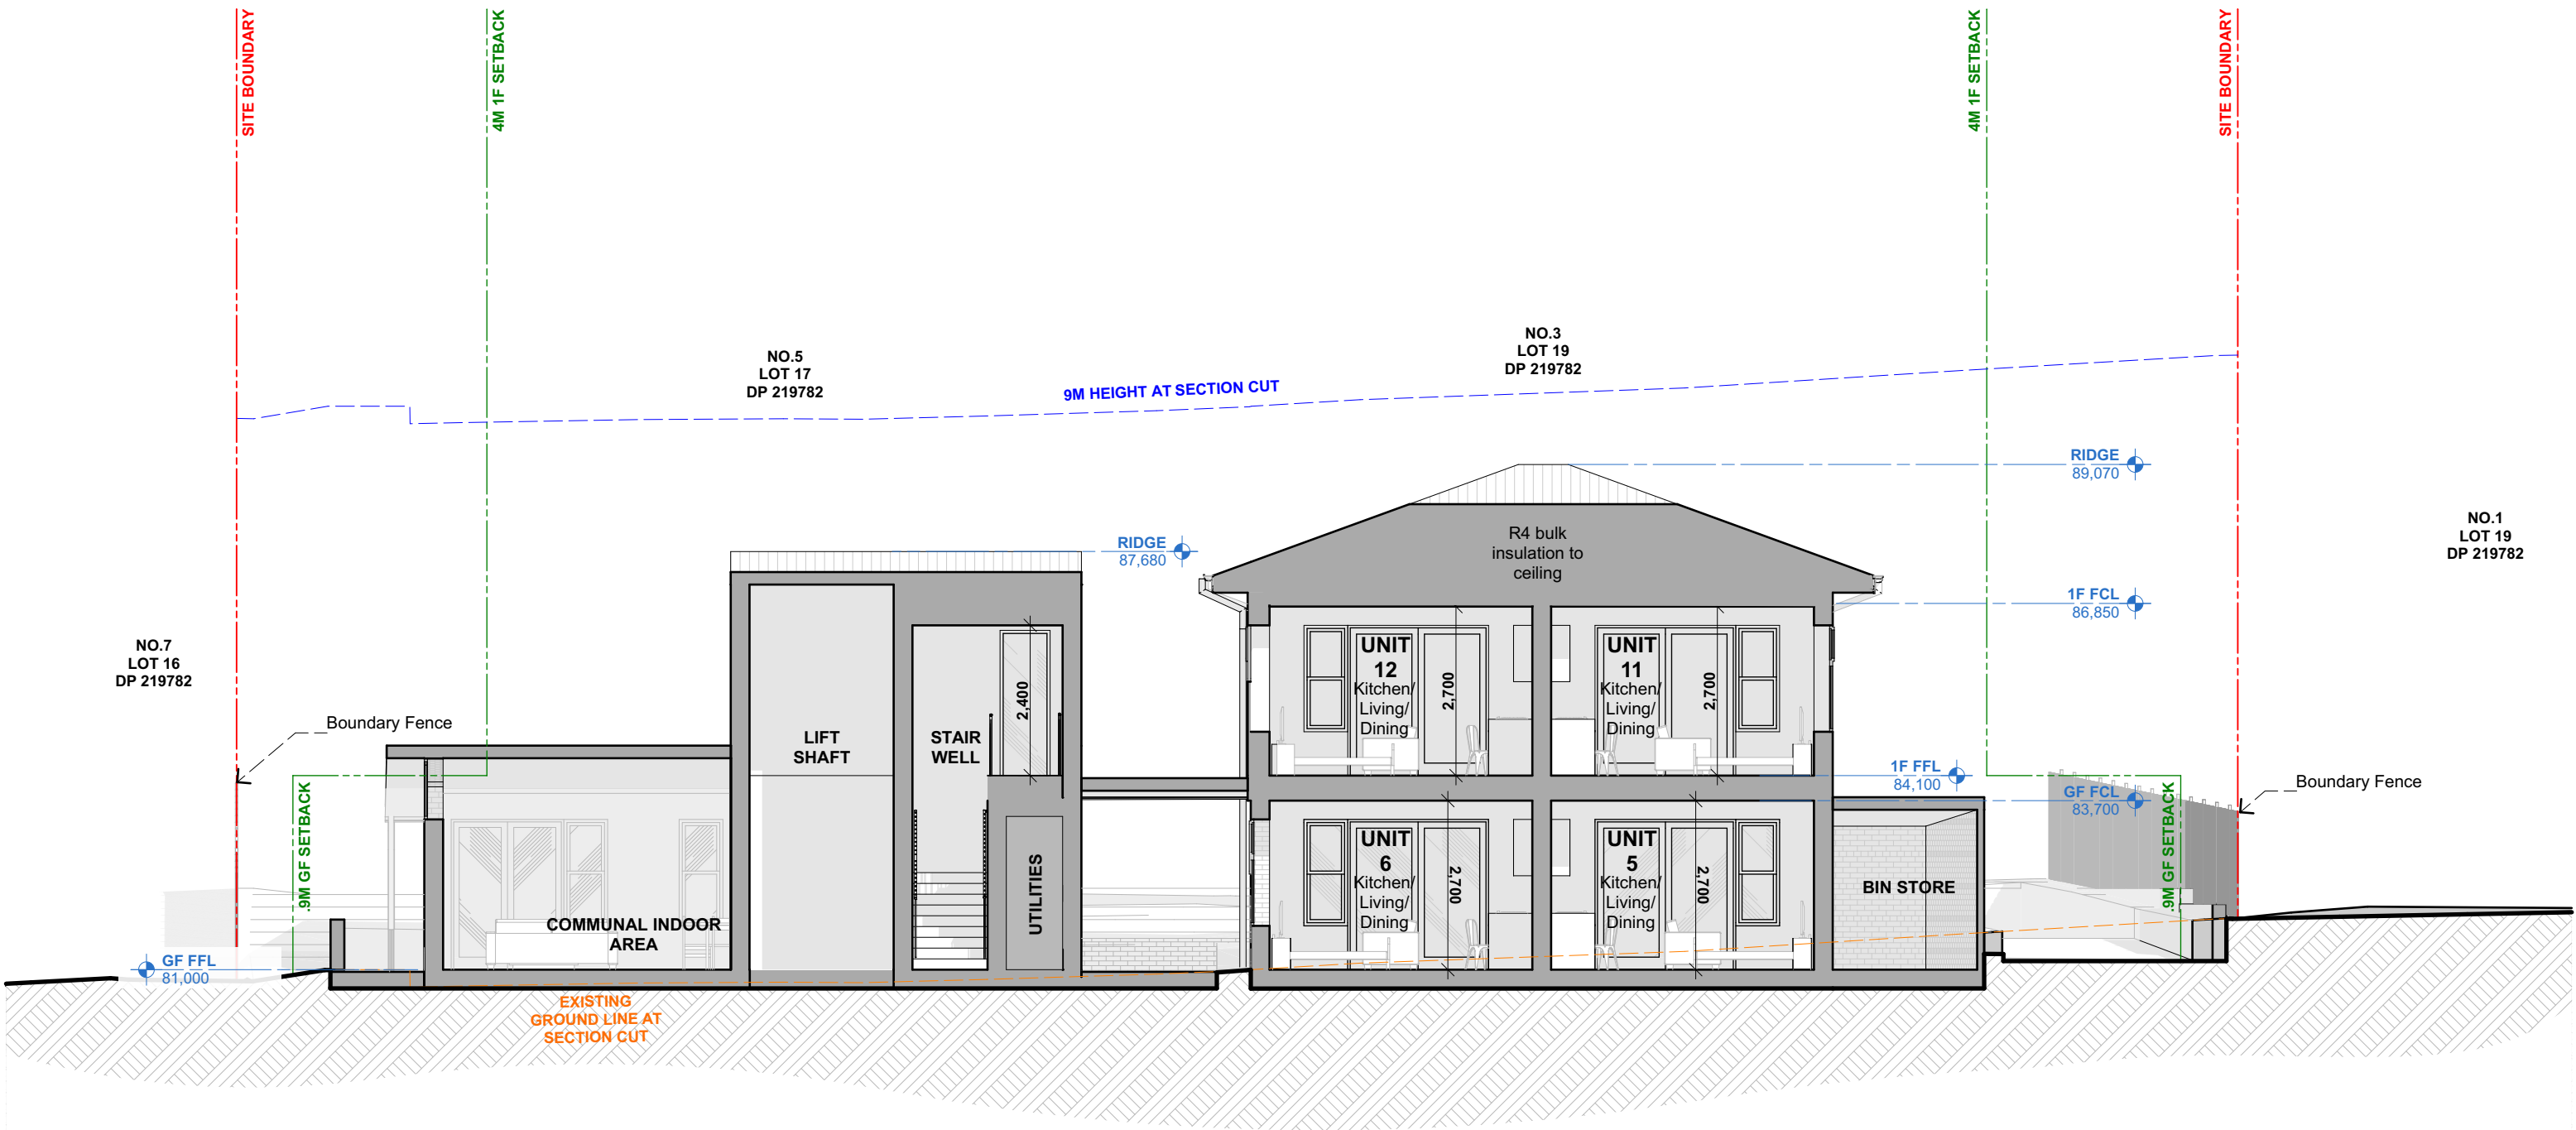 SITE BOUNDARY
4M 1F SETBACK
4M 1F SETBACK
SITE BOUNDARY
NO.5
LOT 17
DP 219782
9M HEIGHT AT SECTION CUT
NO.3
LOT 19
DP 219782
RIDGE
89,070
NO.1
LOT 19
DP 219782
RIDGE
87,680
R4 bulk
insulation to
ceiling
1F FCL
86,850
NO.7
LOT 16
DP 219782
Boundary Fence
LIFT
SHAFT
STAIR
WELL
2,400
UNIT
12
Kitchen/
Living/
Dining
2,700
UNIT
11
Kitchen/
Living/
Dining
2,700
1F FFL
84,100
GF FCL
83,700
Boundary Fence
.9M GF SETBACK
COMMUNAL INDOOR
AREA
UTILITIES
UNIT
6
Kitchen/
Living/
Dining
2,700
UNIT
5
Kitchen/
Living/
Dining
2,700
BIN STORE
.9M GF SETBACK
GF FFL
81,000
EXISTING
GROUND LINE AT
SECTION CUT